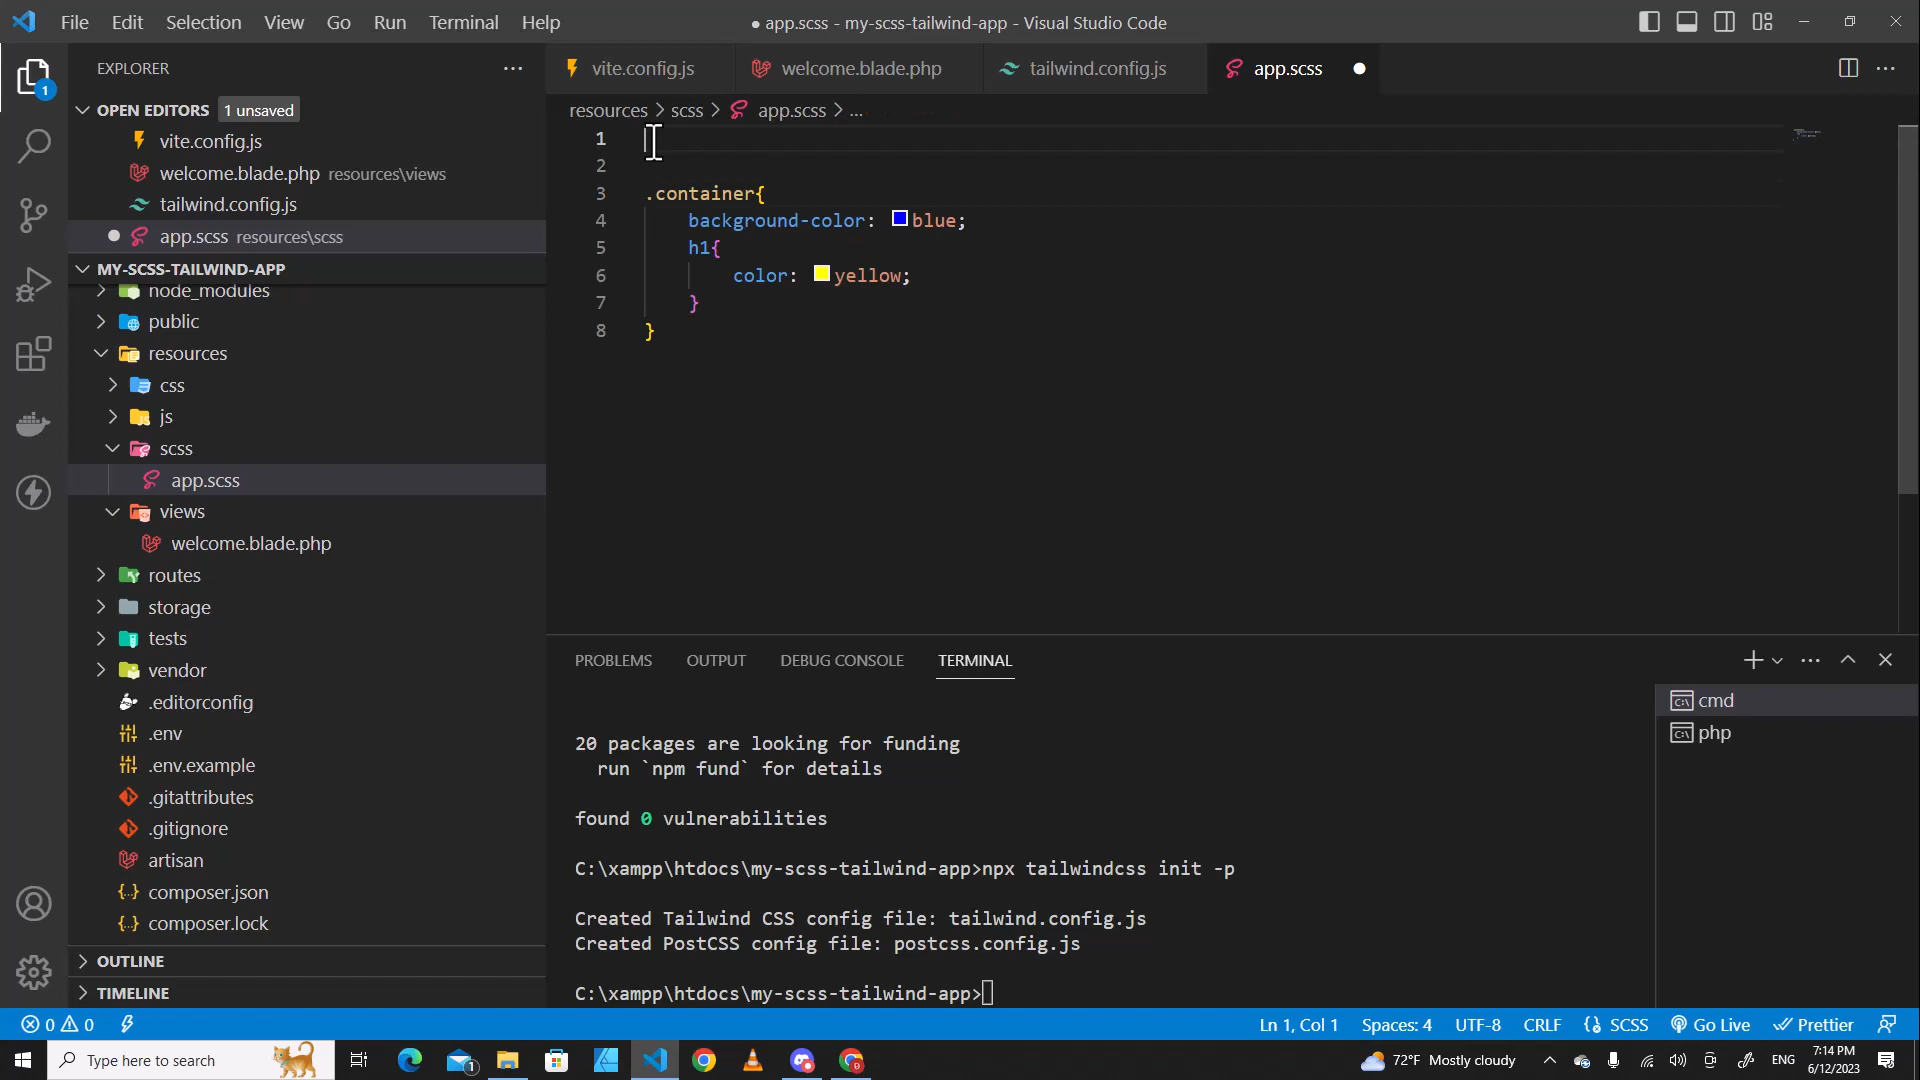 File Edit Selection View Go Run Terminal Help
● app.scss - my-scss-tailwind-app - Visual Studio Code
EXPLORER
OPEN EDITORS 1 unsaved
vite.config.js
welcome.blade.php resources\views
tailwind.config.js
app.scss resources\scss
MY-SCSS-TAILWIND-APP
node_modules
public
resources
css
js
scss
app.scss
views
welcome.blade.php
routes
storage
tests
vendor
.editorconfig
.env
.env.example
.gitattributes
.gitignore
artisan
composer.json
composer.lock
OUTLINE
TIMELINE
1
vite.config.js welcome.blade.php tailwind.config.js app.scss
resources > scss > app.scss > ...
1
2
3 .container{
4 background-color: blue;
5 h1{
6 color: yellow;
7 }
8 }
PROBLEMS OUTPUT DEBUG CONSOLE TERMINAL
20 packages are looking for funding
run `npm fund` for details
found 0 vulnerabilities
C:\xampp\htdocs\my-scss-tailwind-app>npx tailwindcss init -p
Created Tailwind CSS config file: tailwind.config.js
Created PostCSS config file: postcss.config.js
C:\xampp\htdocs\my-scss-tailwind-app>
cmd
php
0 0 Ln 1, Col 1 Spaces: 4 UTF-8 CRLF {} SCSS Go Live Prettier
Type here to search 1 72°F Mostly cloudy ENG 7:14 PM
6/12/2023